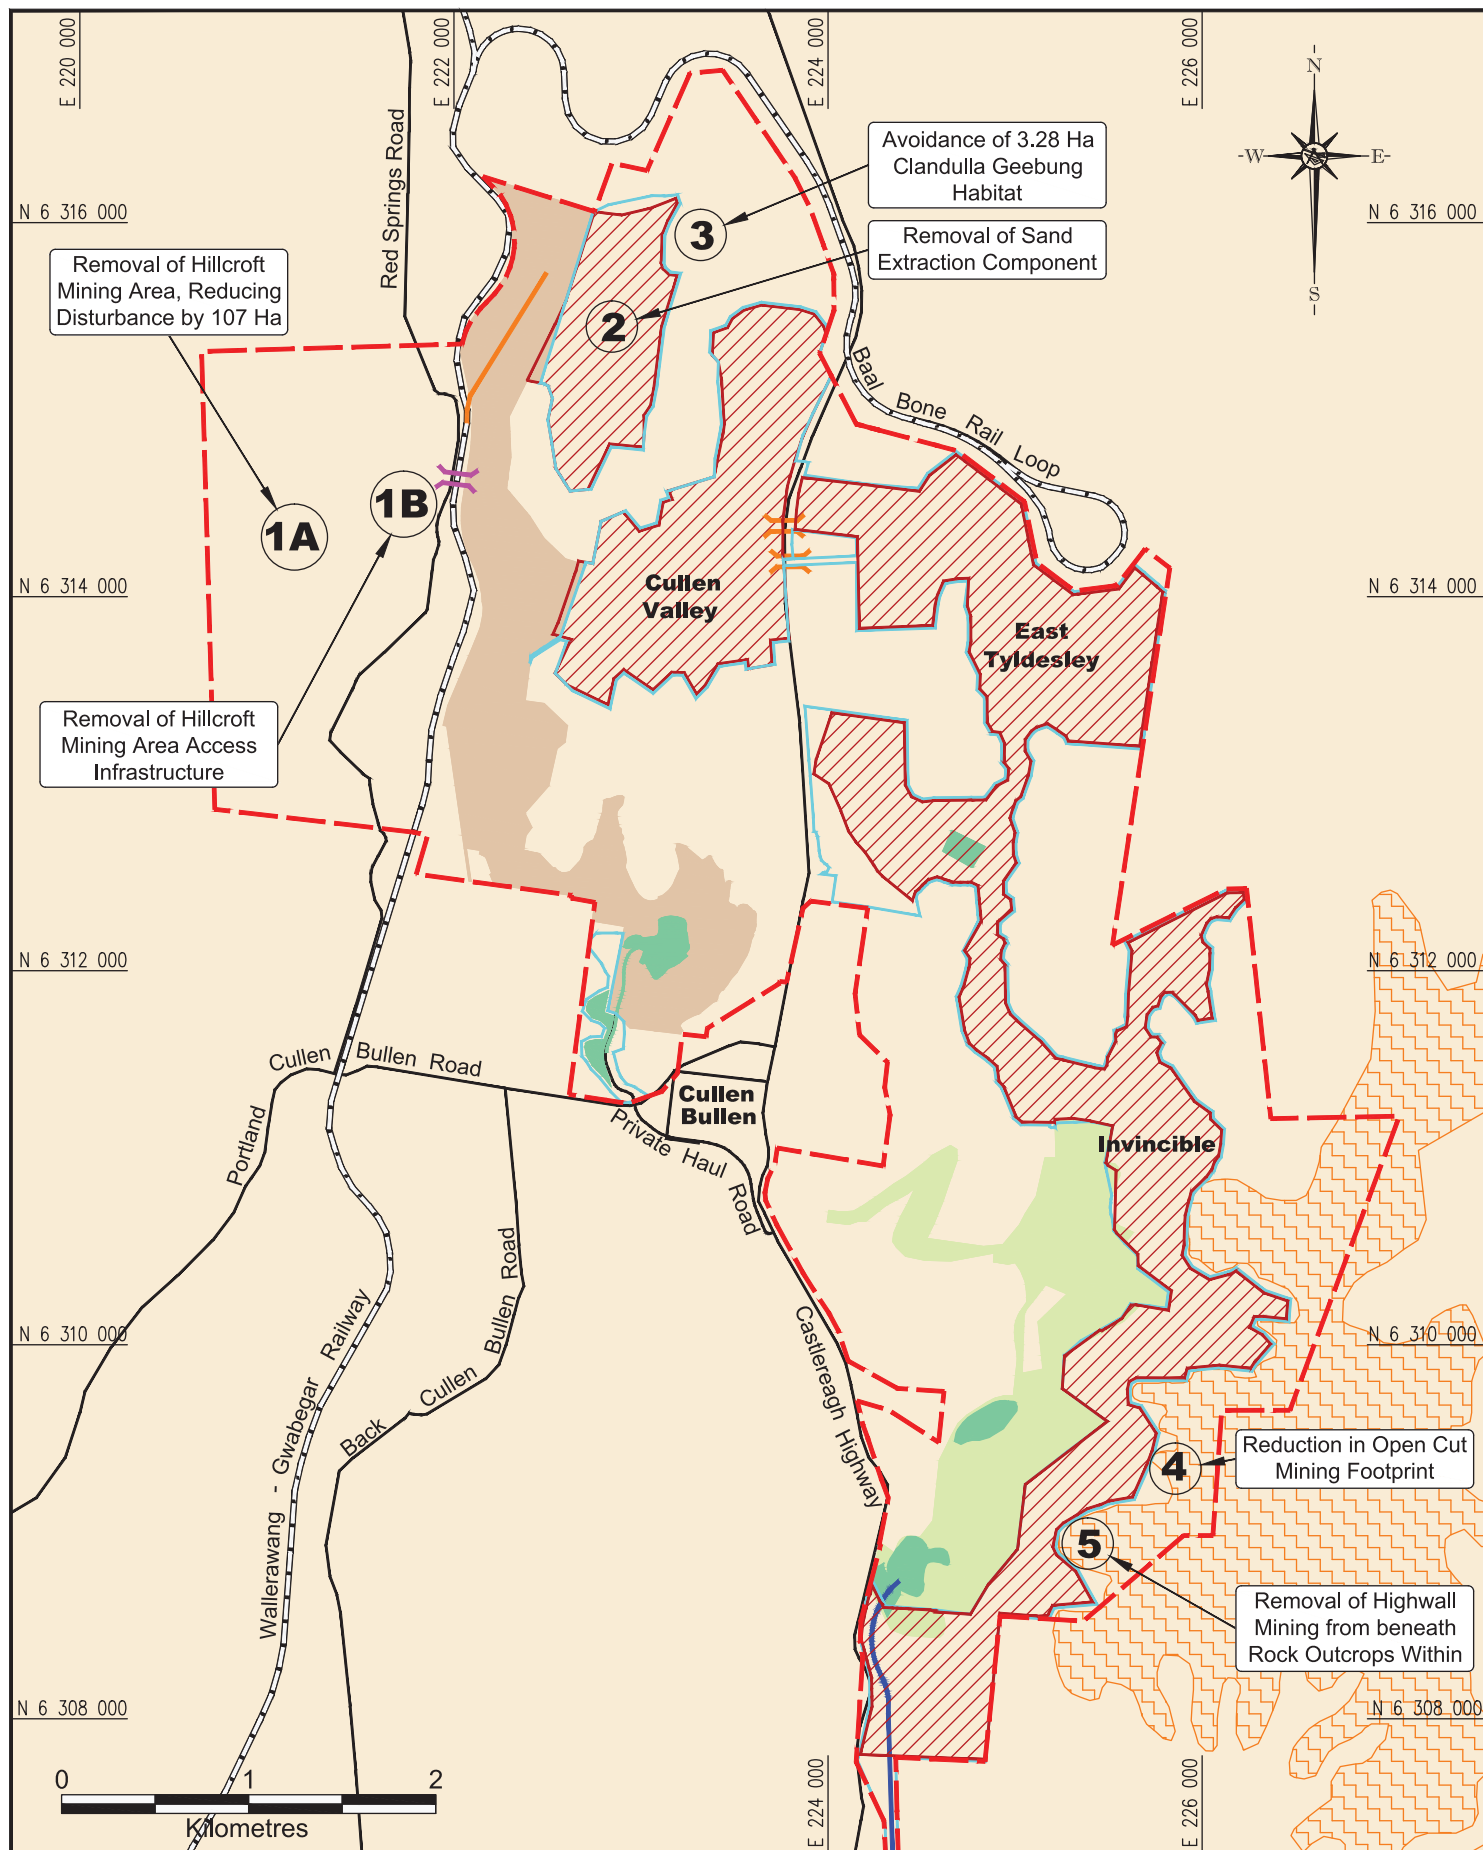 E 220 000
E 222 000
E 224 000
E 226 000
N
-W-
E-
S
Red Springs Road
Avoidance of 3.28 Ha
Clandulla Geebung
Habitat
N 6 316 000
N 6 316 000
3
Removal of Sand
Extraction Component
Removal of Hillcroft
Mining Area, Reducing
Disturbance by 107 Ha
2
Baal Bone Rail Loop
1B
1A
N 6 314 000
Cullen
Valley
N 6 314 000
East
Tyldesley
Removal of Hillcroft
Mining Area Access
Infrastructure
N 6 312 000
N 6 312 000
Cullen Bullen Road
Cullen
Bullen
Private Haul Road
Portland
Invincible
Back Cullen Bullen Road
N 6 310 000
N 6 310 000
Wallerawang - Gwabegar Railway
Castlereagh Highway
4
Reduction in Open Cut
Mining Footprint
5
Removal of Highwall
Mining from beneath
Rock Outcrops Within
N 6 308 000
N 6 308 000
0 1 2
Kilometres
E 224 000
E 226 000